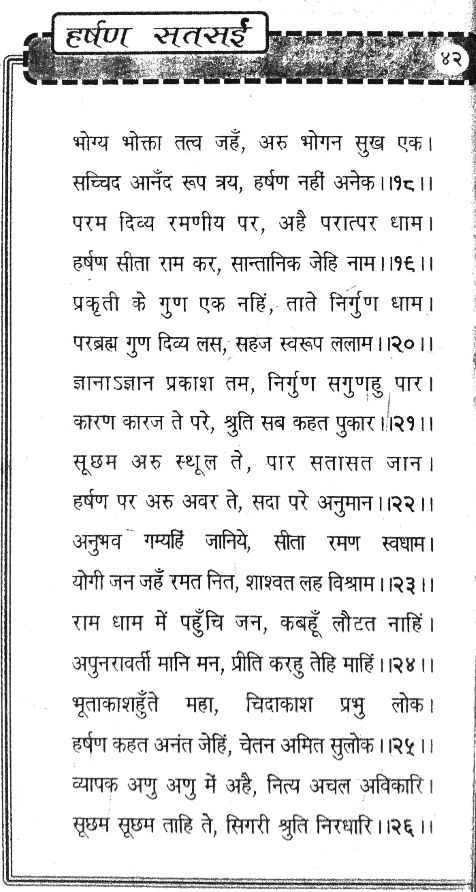 हर्षण सतसई
४२
भोग्य भोक्ता तत्व जहँ, अरु भोगन सुख एक।
सच्चिद आनँद रूप त्रय, हर्षण नहीं अनेक।।१८।।
परम दिव्य रमणीय पर, अहै परात्पर धाम।
हर्षण सीता राम कर, सान्तानिक जेहि नाम।।१९।।
प्रकृती के गुण एक नहिं, ताते निर्गुण धाम।
परब्रह्म गुण दिव्य लस, सहज स्वरूप ललाम।।२०।।
ज्ञानाऽज्ञान प्रकाश तम, निर्गुण सगुणहु पार।
कारण कारज ते परे, श्रुति सब कहत पुकार।।२१।।
सूछम अरु स्थूल ते, पार सतासत जान।
हर्षण पर अरु अवर ते, सदा परे अनुमान।।२२।।
अनुभव गम्यहिं जानिये, सीता रमण स्वधाम।
योगी जन जहँ रमत नित, शाश्वत लह विश्राम।।२३।।
राम धाम में पहुँचि जन, कबहूँ लौटत नाहिं।
अपुनरावर्ती मानि मन, प्रीति करहु तेहि माहिं।।२४।।
भूताकाशहुँते महा, चिदाकाश प्रभु लोक।
हर्षण कहत अनंत जेहिं, चेतन अमित सुलोक।।२५।।
व्यापक अणु अणु में अहै, नित्य अचल अविकारि।
सूछम सूछम ताहि ते, सिगरी श्रुति निरधारि।।२६।।